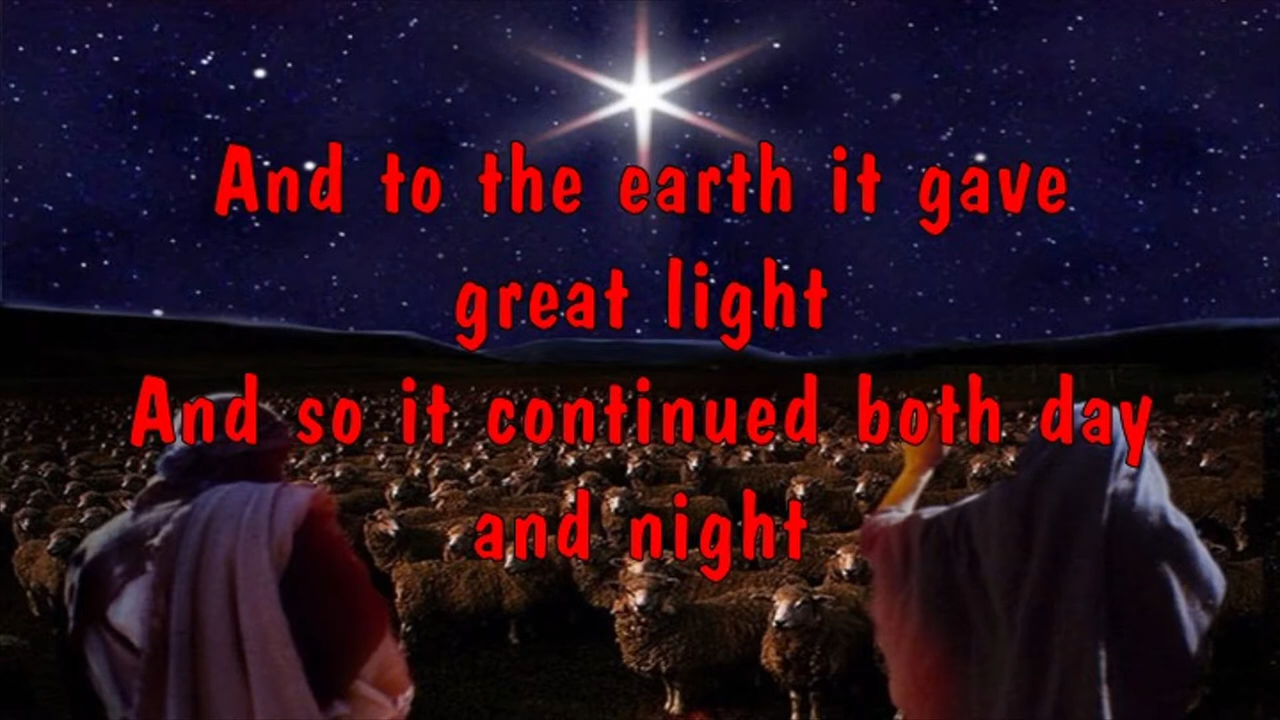 And to the earth it gave
great light
And so it continued both day
and night